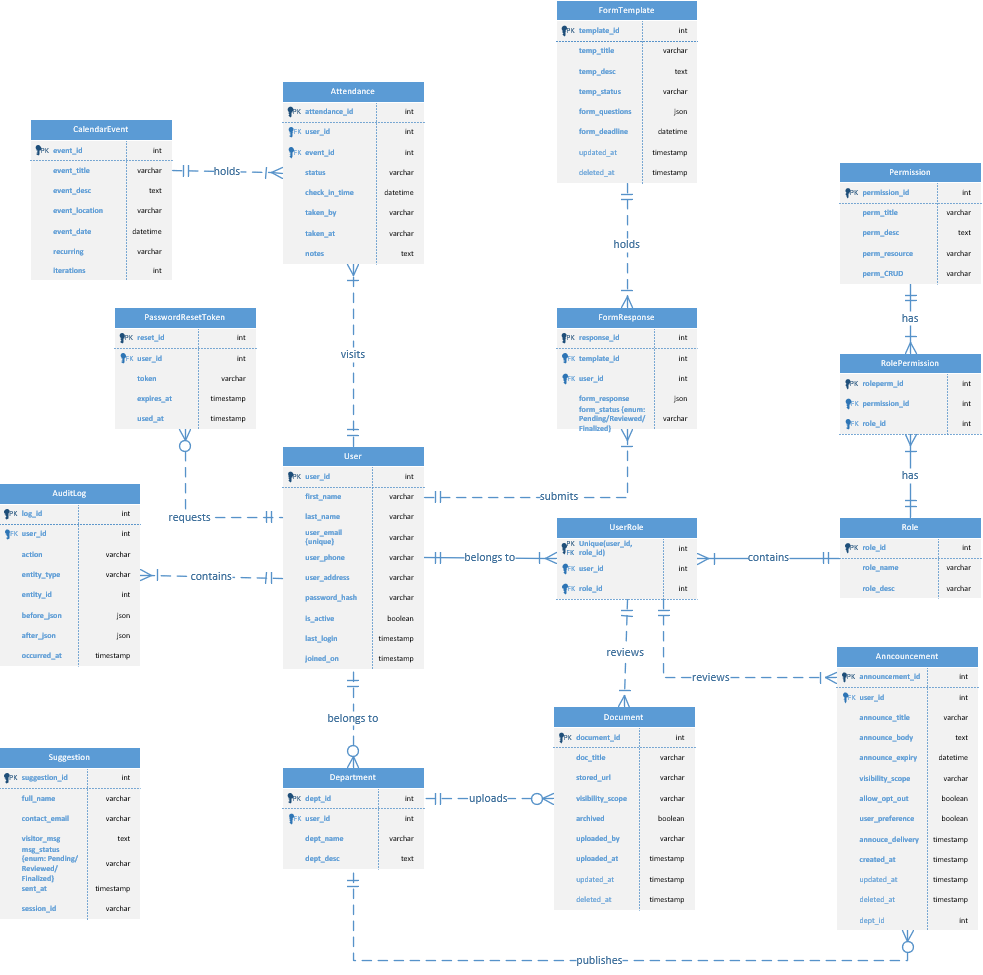 FormTemplate
PK template_id int
temp_title varchar
temp_desc text
temp_status varchar
form_questions json
form_deadline datetime
updated_at timestamp
deleted_at timestamp
Attendance
PK attendance_id int
FK user_id int
FK event_id int
status varchar
check_in_time datetime
taken_by varchar
taken_at varchar
notes text
CalendarEvent
PK event_id int
event_title varchar
event_desc text
event_location varchar
event_date datetime
recurring varchar
iterations int
holds
Permission
PK permission_id int
perm_title varchar
perm_desc text
perm_resource varchar
perm_CRUD varchar
holds
has
PasswordResetToken
PK reset_id int
FK user_id int
token varchar
expires_at timestamp
used_at timestamp
visits
FormResponse
PK response_id int
FK template_id int
FK user_id int
form_response json
form_status (enum:
Pending/Reviewed/ varchar
Finalized)
RolePermission
PK roleperm_id int
FK permission_id int
FK role_id int
has
User
PK user_id int
first_name varchar
last_name varchar
user_email
(unique) varchar
user_phone varchar
user_address varchar
password_hash varchar
is_active boolean
last_login timestamp
joined_on timestamp
submits
requests
AuditLog
PK log_id int
FK user_id int
action varchar
entity_type varchar
entity_id int
before_json json
after_json json
occurred_at timestamp
contains
belongs to
UserRole
PK Unique(user_id,
FK role_id) int
FK user_id int
FK role_id int
contains
Role
PK role_id int
role_name varchar
role_desc varchar
reviews
reviews
belongs to
Anncouncement
PK announcement_id int
FK user_id int
announce_title varchar
announce_body text
announce_expiry datetime
visibility_scope varchar
allow_opt_out boolean
user_preference boolean
annouce_delivery timestamp
created_at timestamp
updated_at timestamp
deleted_at timestamp
dept_id int
Document
PK document_id int
doc_title varchar
stored_url varchar
visibility_scope varchar
archived boolean
uploaded_by varchar
uploaded_at timestamp
updated_at timestamp
deleted_at timestamp
Suggestion
PK suggestion_id int
full_name varchar
contact_email varchar
visitor_msg text
msg_status
(enum: Pending/
Reviewed/ varchar
Finalized)
sent_at timestamp
session_id varchar
Department
PK dept_id int
FK user_id int
dept_name varchar
dept_desc text
uploads
publishes